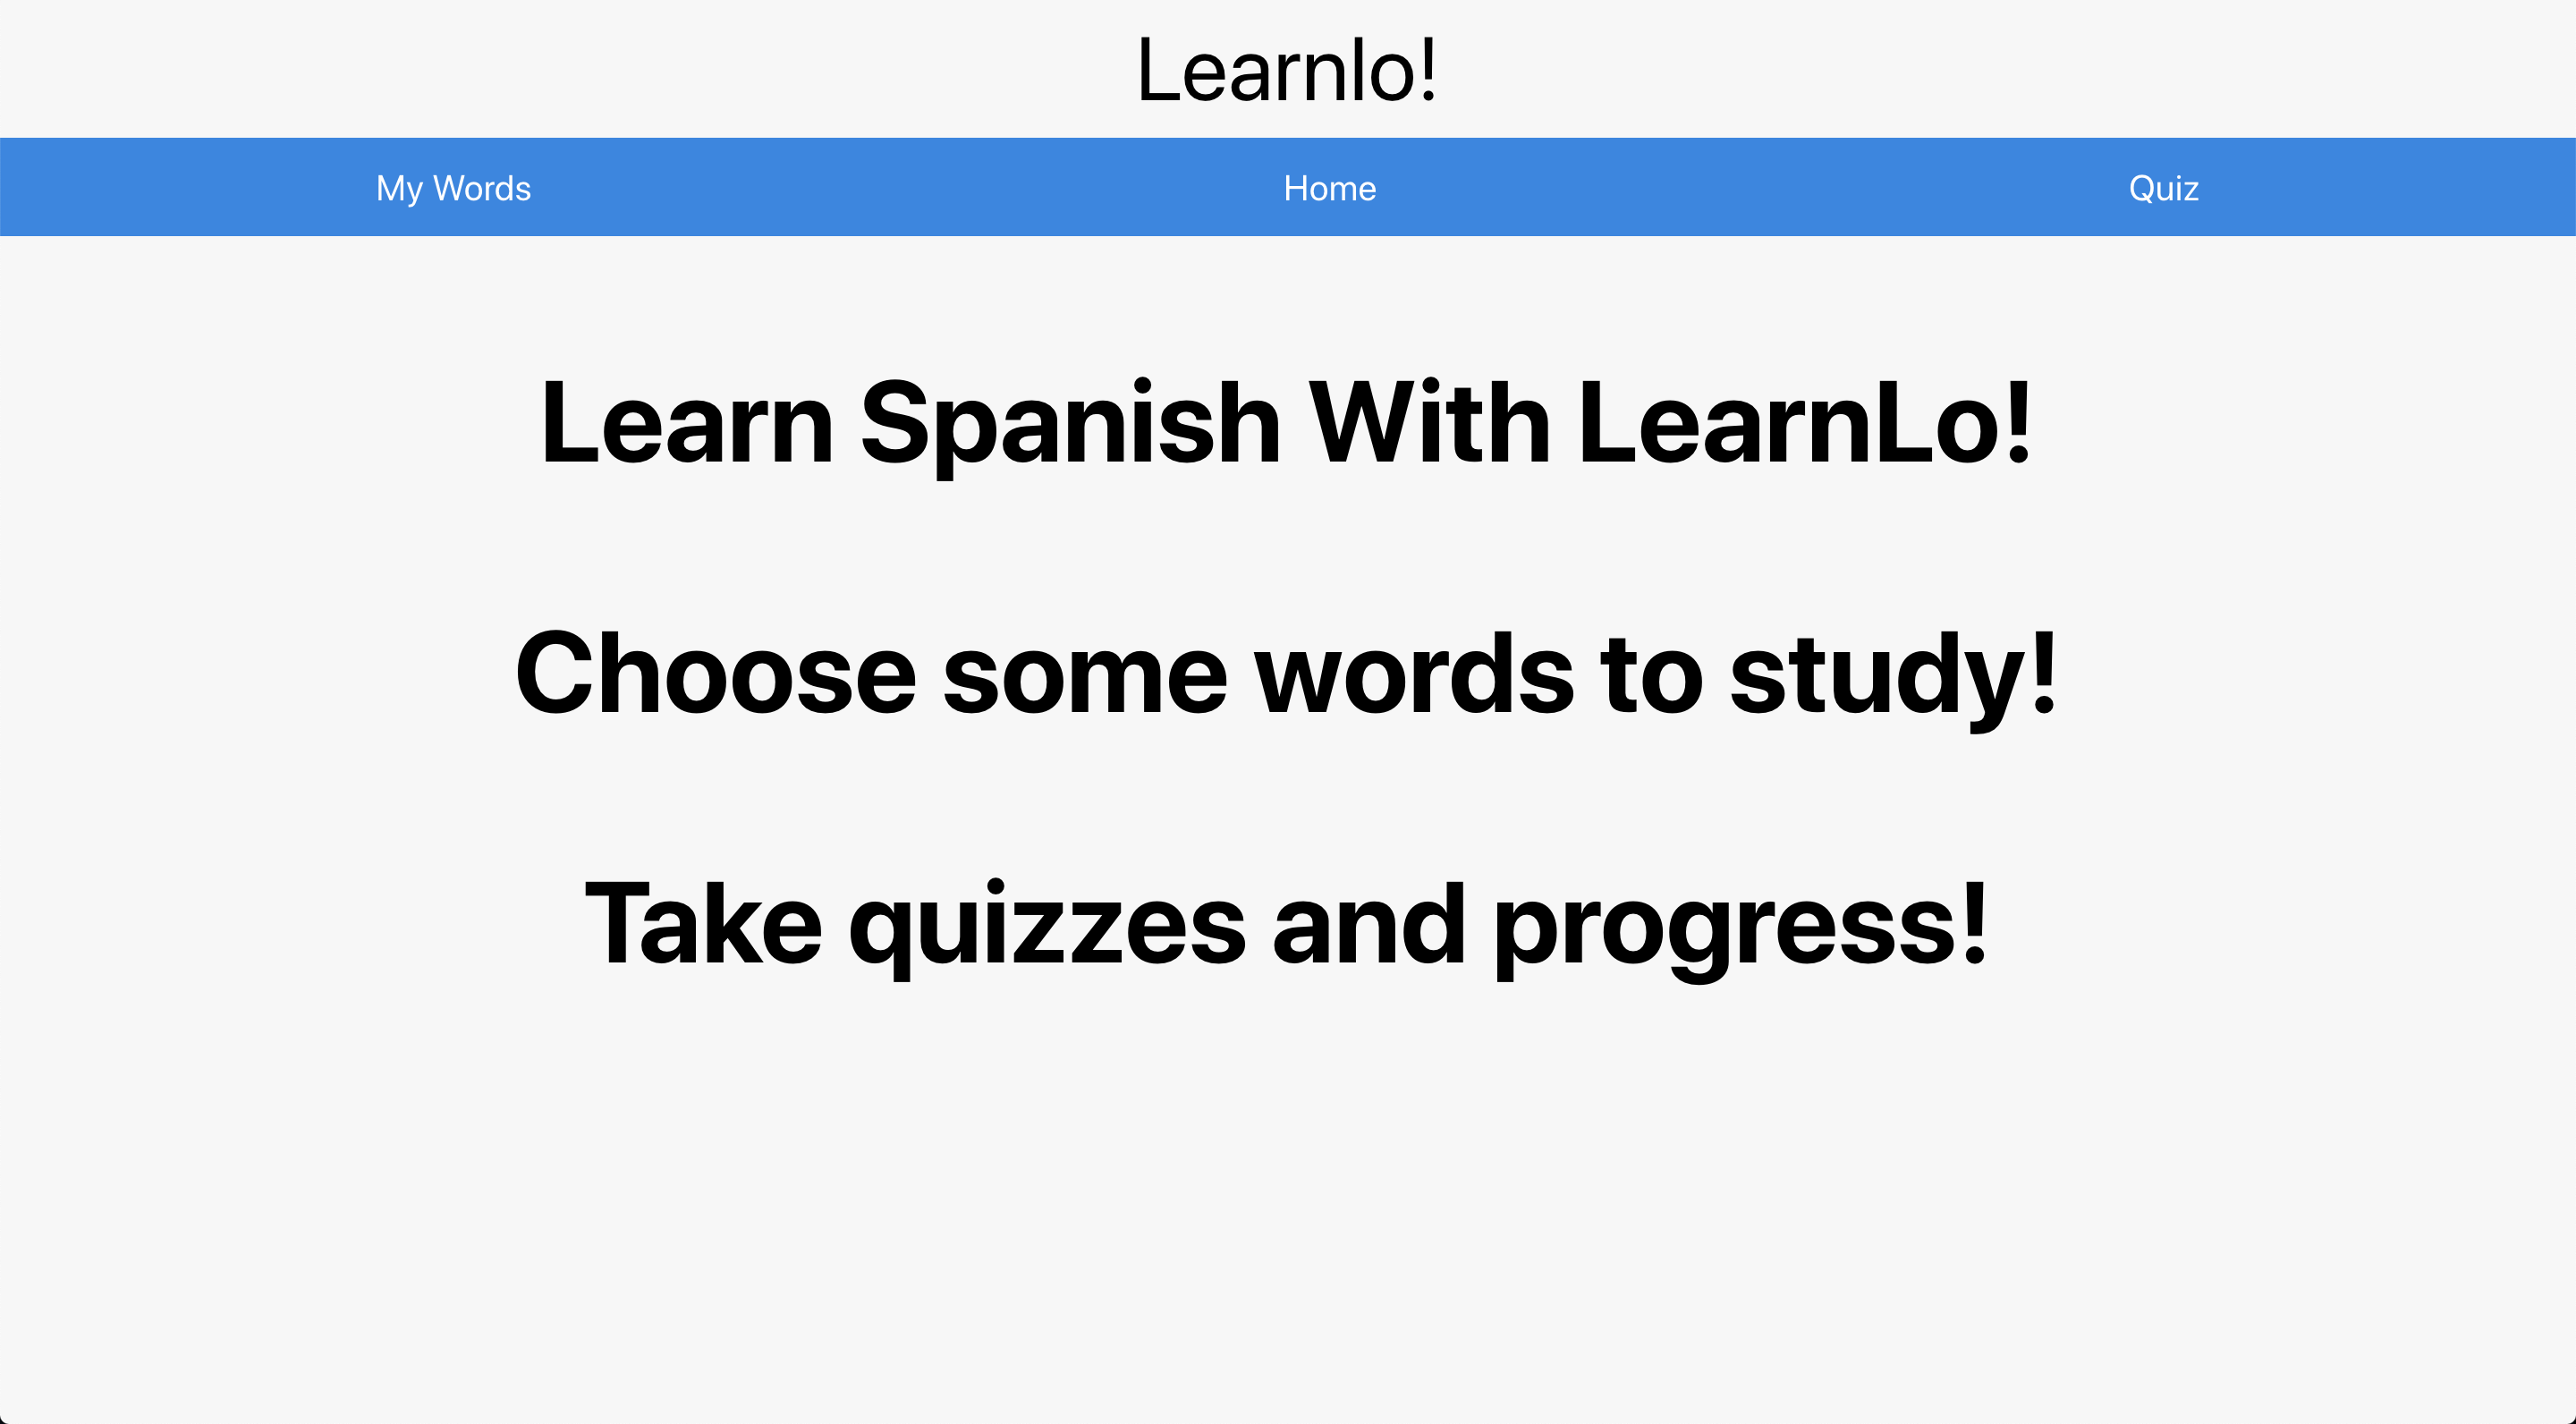 Learnlo!
My Words Home Quiz
Learn Spanish With LearnLo!
Choose some words to study!
Take quizzes and progress!